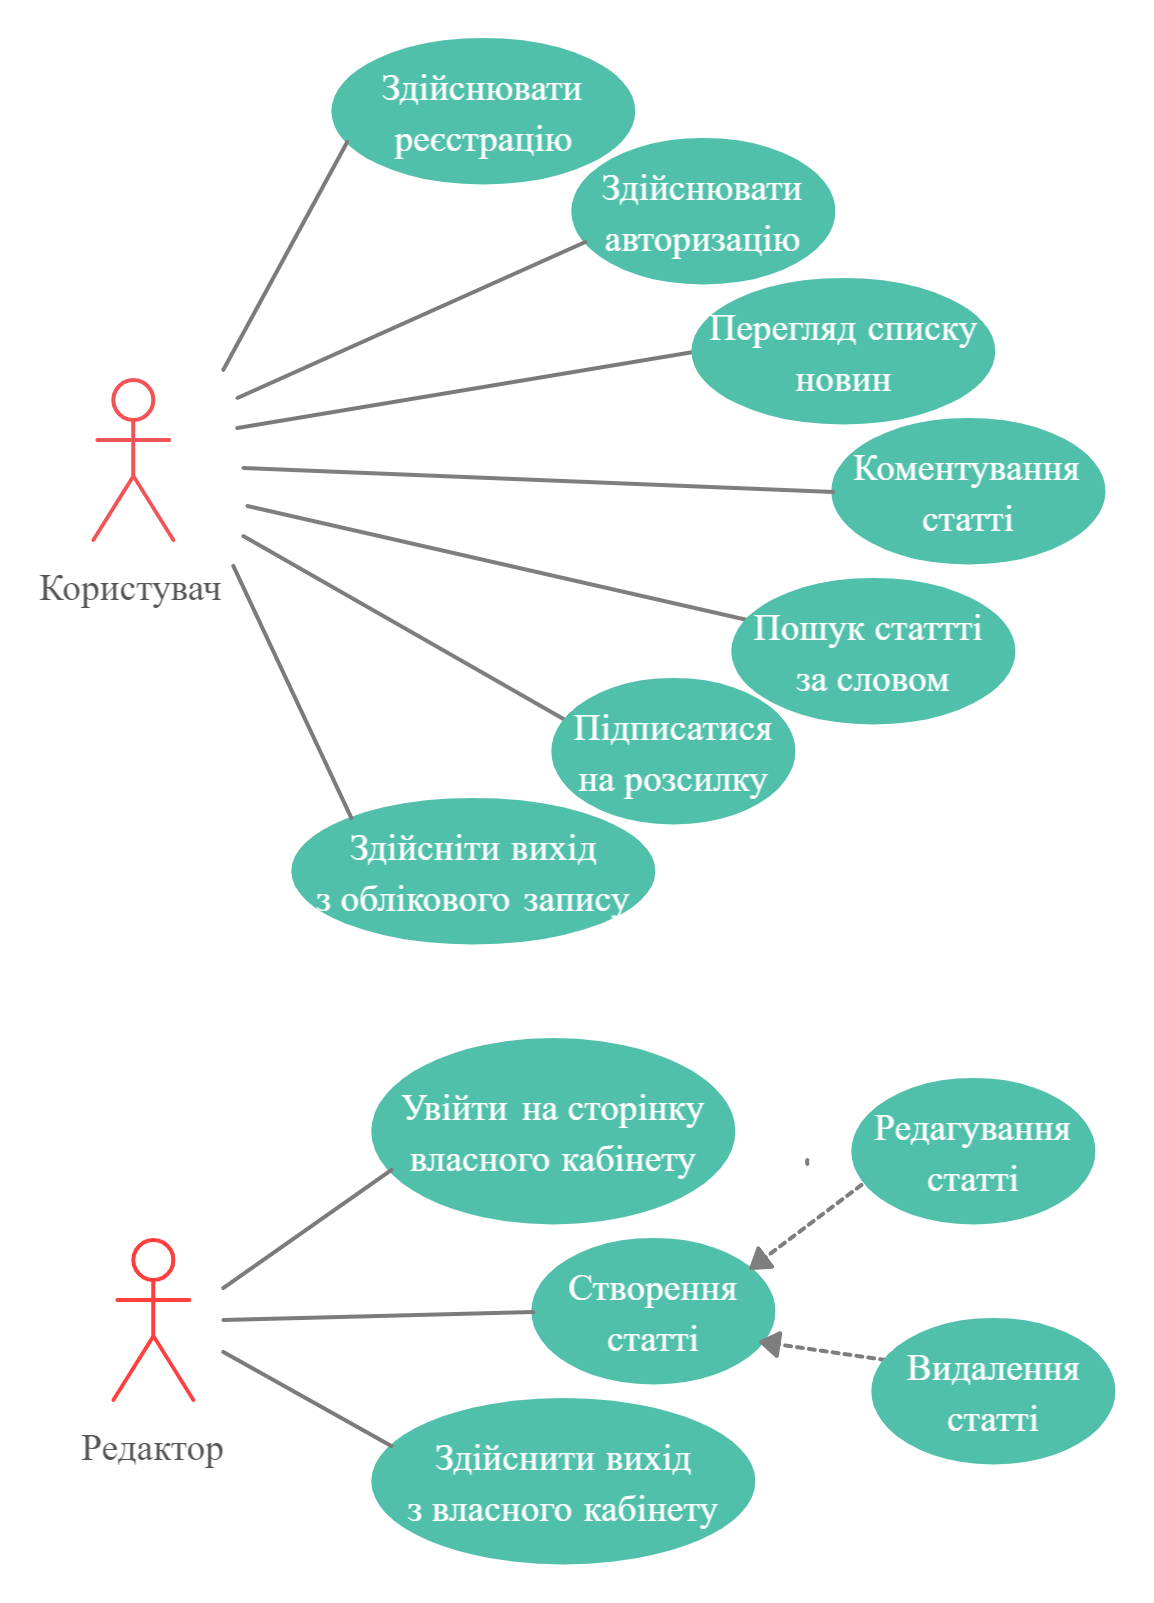 Здійснювати
реєстрацію
Здійснювати
авторизацію
Перегляд списку
новин
Коментування
статті
Користувач
Пошук статтті
за словом
Підписатися
на розсилку
Здійсніти вихід
з облікового запису
Увійти на сторінку
власного кабінету
Редагування
статті
Створення
статті
Видалення
статті
Редактор
Здійснити вихід
з власного кабінету